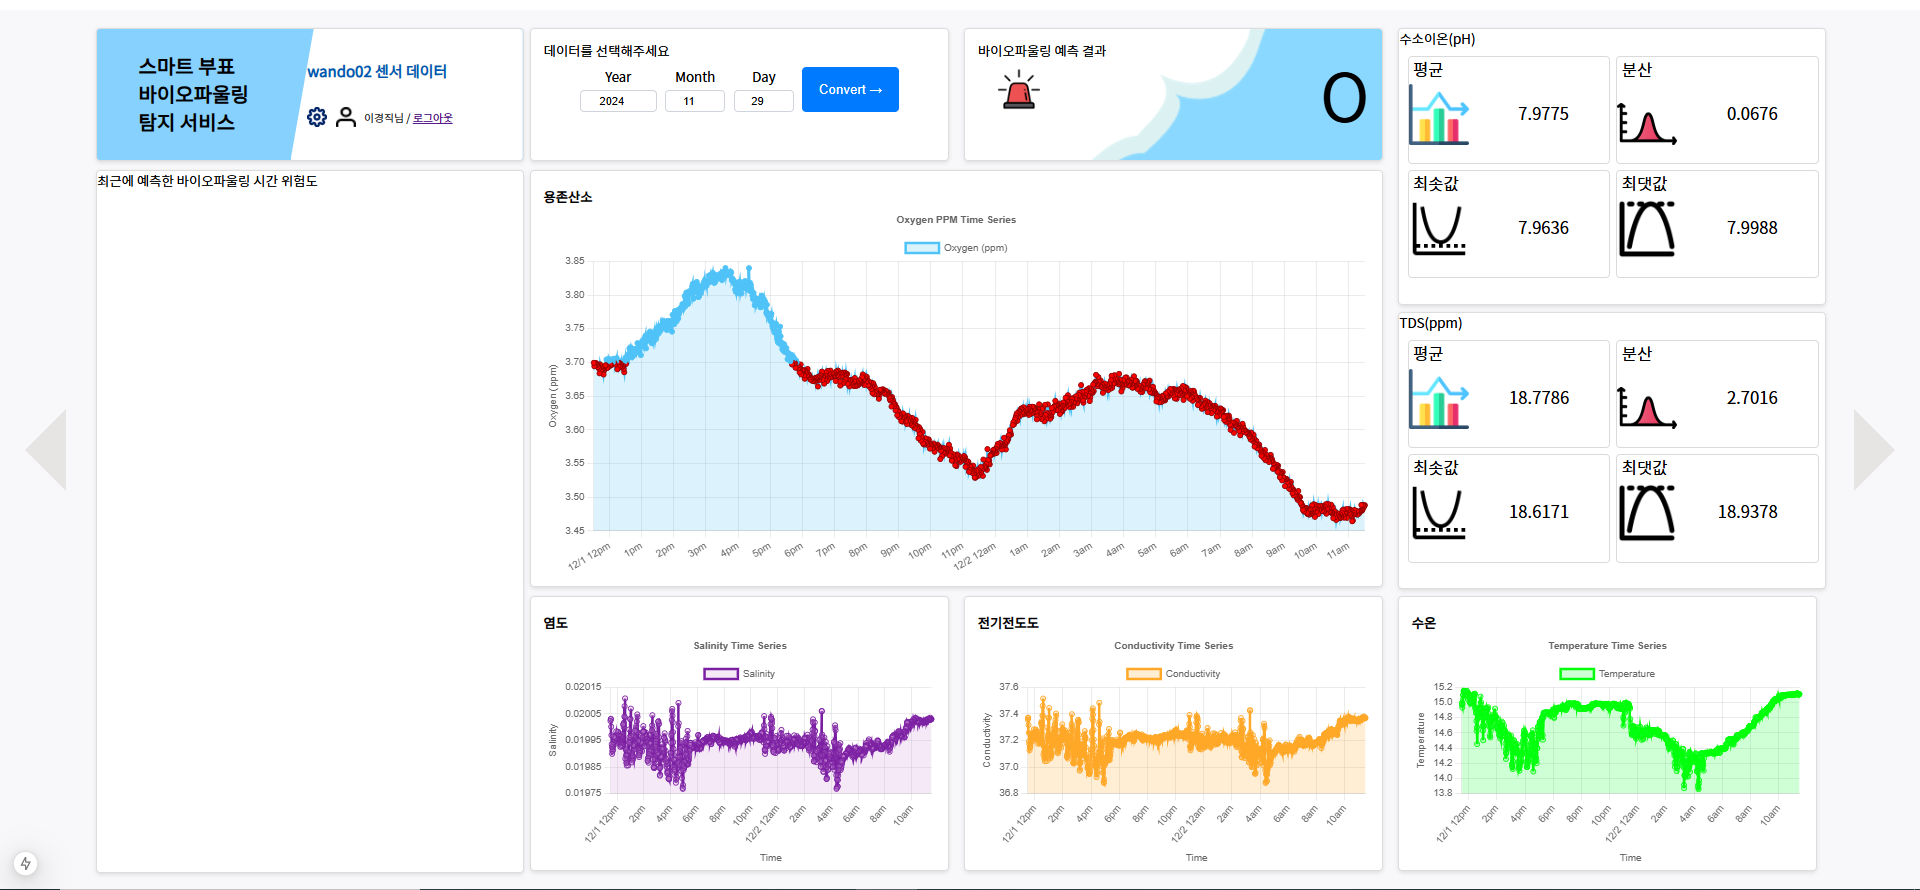 스마트 부표
바이오파울링
탐지 서비스
wando02 센서 데이터
이경직님 / 로그아웃
데이터를 선택해주세요
Year Month Day
2024 11 29
Convert →
바이오파울링 예측 결과
0
수소이온(pH)
평균
7.9775
분산
0.0676
최솟값
7.9636
최댓값
7.9988
TDS(ppm)
평균
18.7786
분산
2.7016
최솟값
18.6171
최댓값
18.9378
최근에 예측한 바이오파울링 시간 위험도
용존산소
Oxygen PPM Time Series
Oxygen (ppm)
Oxygen (ppm)
3.85
3.80
3.75
3.70
3.65
3.60
3.55
3.50
3.45
12/1 12pm 1pm 2pm 3pm 4pm 5pm 6pm 7pm 8pm 9pm 10pm 11pm 12/2 12am 1am 2am 3am 4am 5am 6am 7am 8am 9am 10am 11am
염도
Salinity Time Series
Salinity
Salinity
0.02015
0.02005
0.01995
0.01985
0.01975
12/1 12pm 2pm 4pm 6pm 8pm 10pm 12/2 12am 2am 4am 6am 8am 10am
Time
전기전도도
Conductivity Time Series
Conductivity
Conductivity
37.6
37.4
37.2
37.0
36.8
12/1 12pm 2pm 4pm 6pm 8pm 10pm 12/2 12am 2am 4am 6am 8am 10am
Time
수온
Temperature Time Series
Temperature
Temperature
15.2
15.0
14.8
14.6
14.4
14.2
14.0
13.8
12/1 12pm 2pm 4pm 6pm 8pm 10pm 12/2 12am 2am 4am 6am 8am 10am
Time